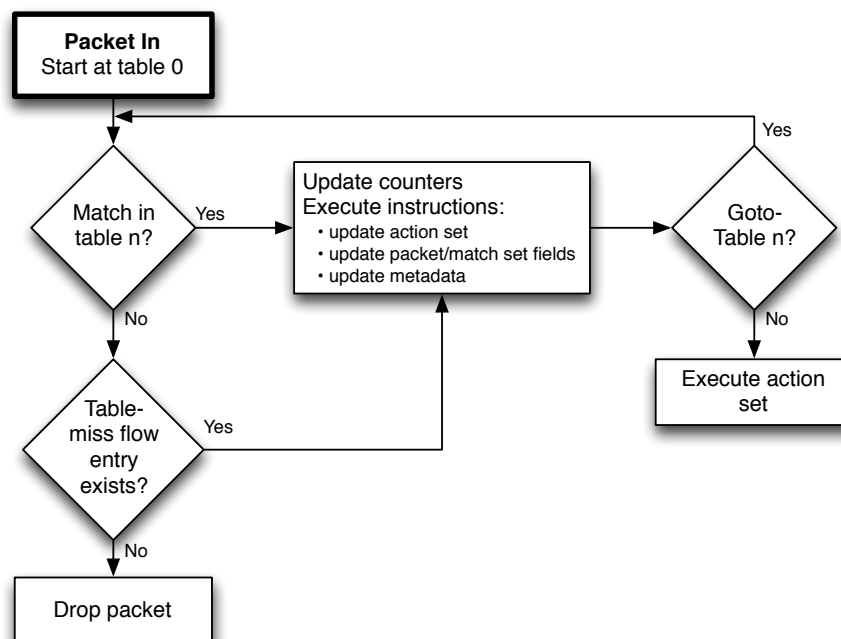 Packet In
Start at table 0
Yes
Match in
table n?
Yes
Update counters
Execute instructions:
• update action set
• update packet/match set fields
• update metadata
Goto-
Table n?
No
No
Execute action
set
Table-
miss flow
entry
exists?
Yes
No
Drop packet